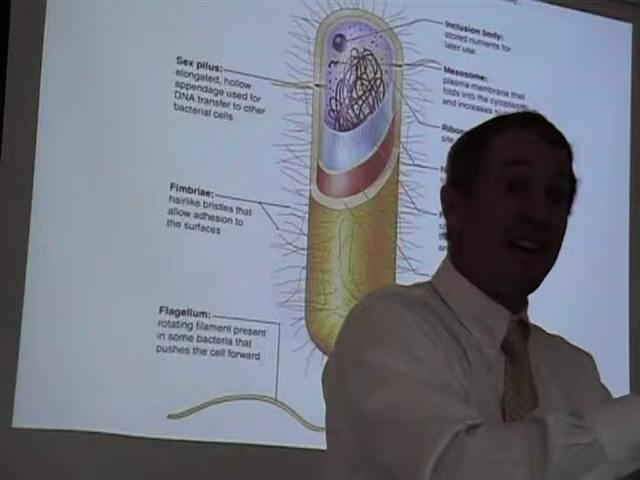 Sex pilus:
elongated, hollow
appendage used for
DNA transfer to other
bacterial cells
Fimbriae:
hairlike bristles that
allow adhesion to
the surfaces
Flagellum:
rotating filament present
in some bacteria that
pushes the cell forward
Inclusion body:
stored nutrients for
later use
Mesosome:
plasma membrane that
folds into the cytoplasm
and increases